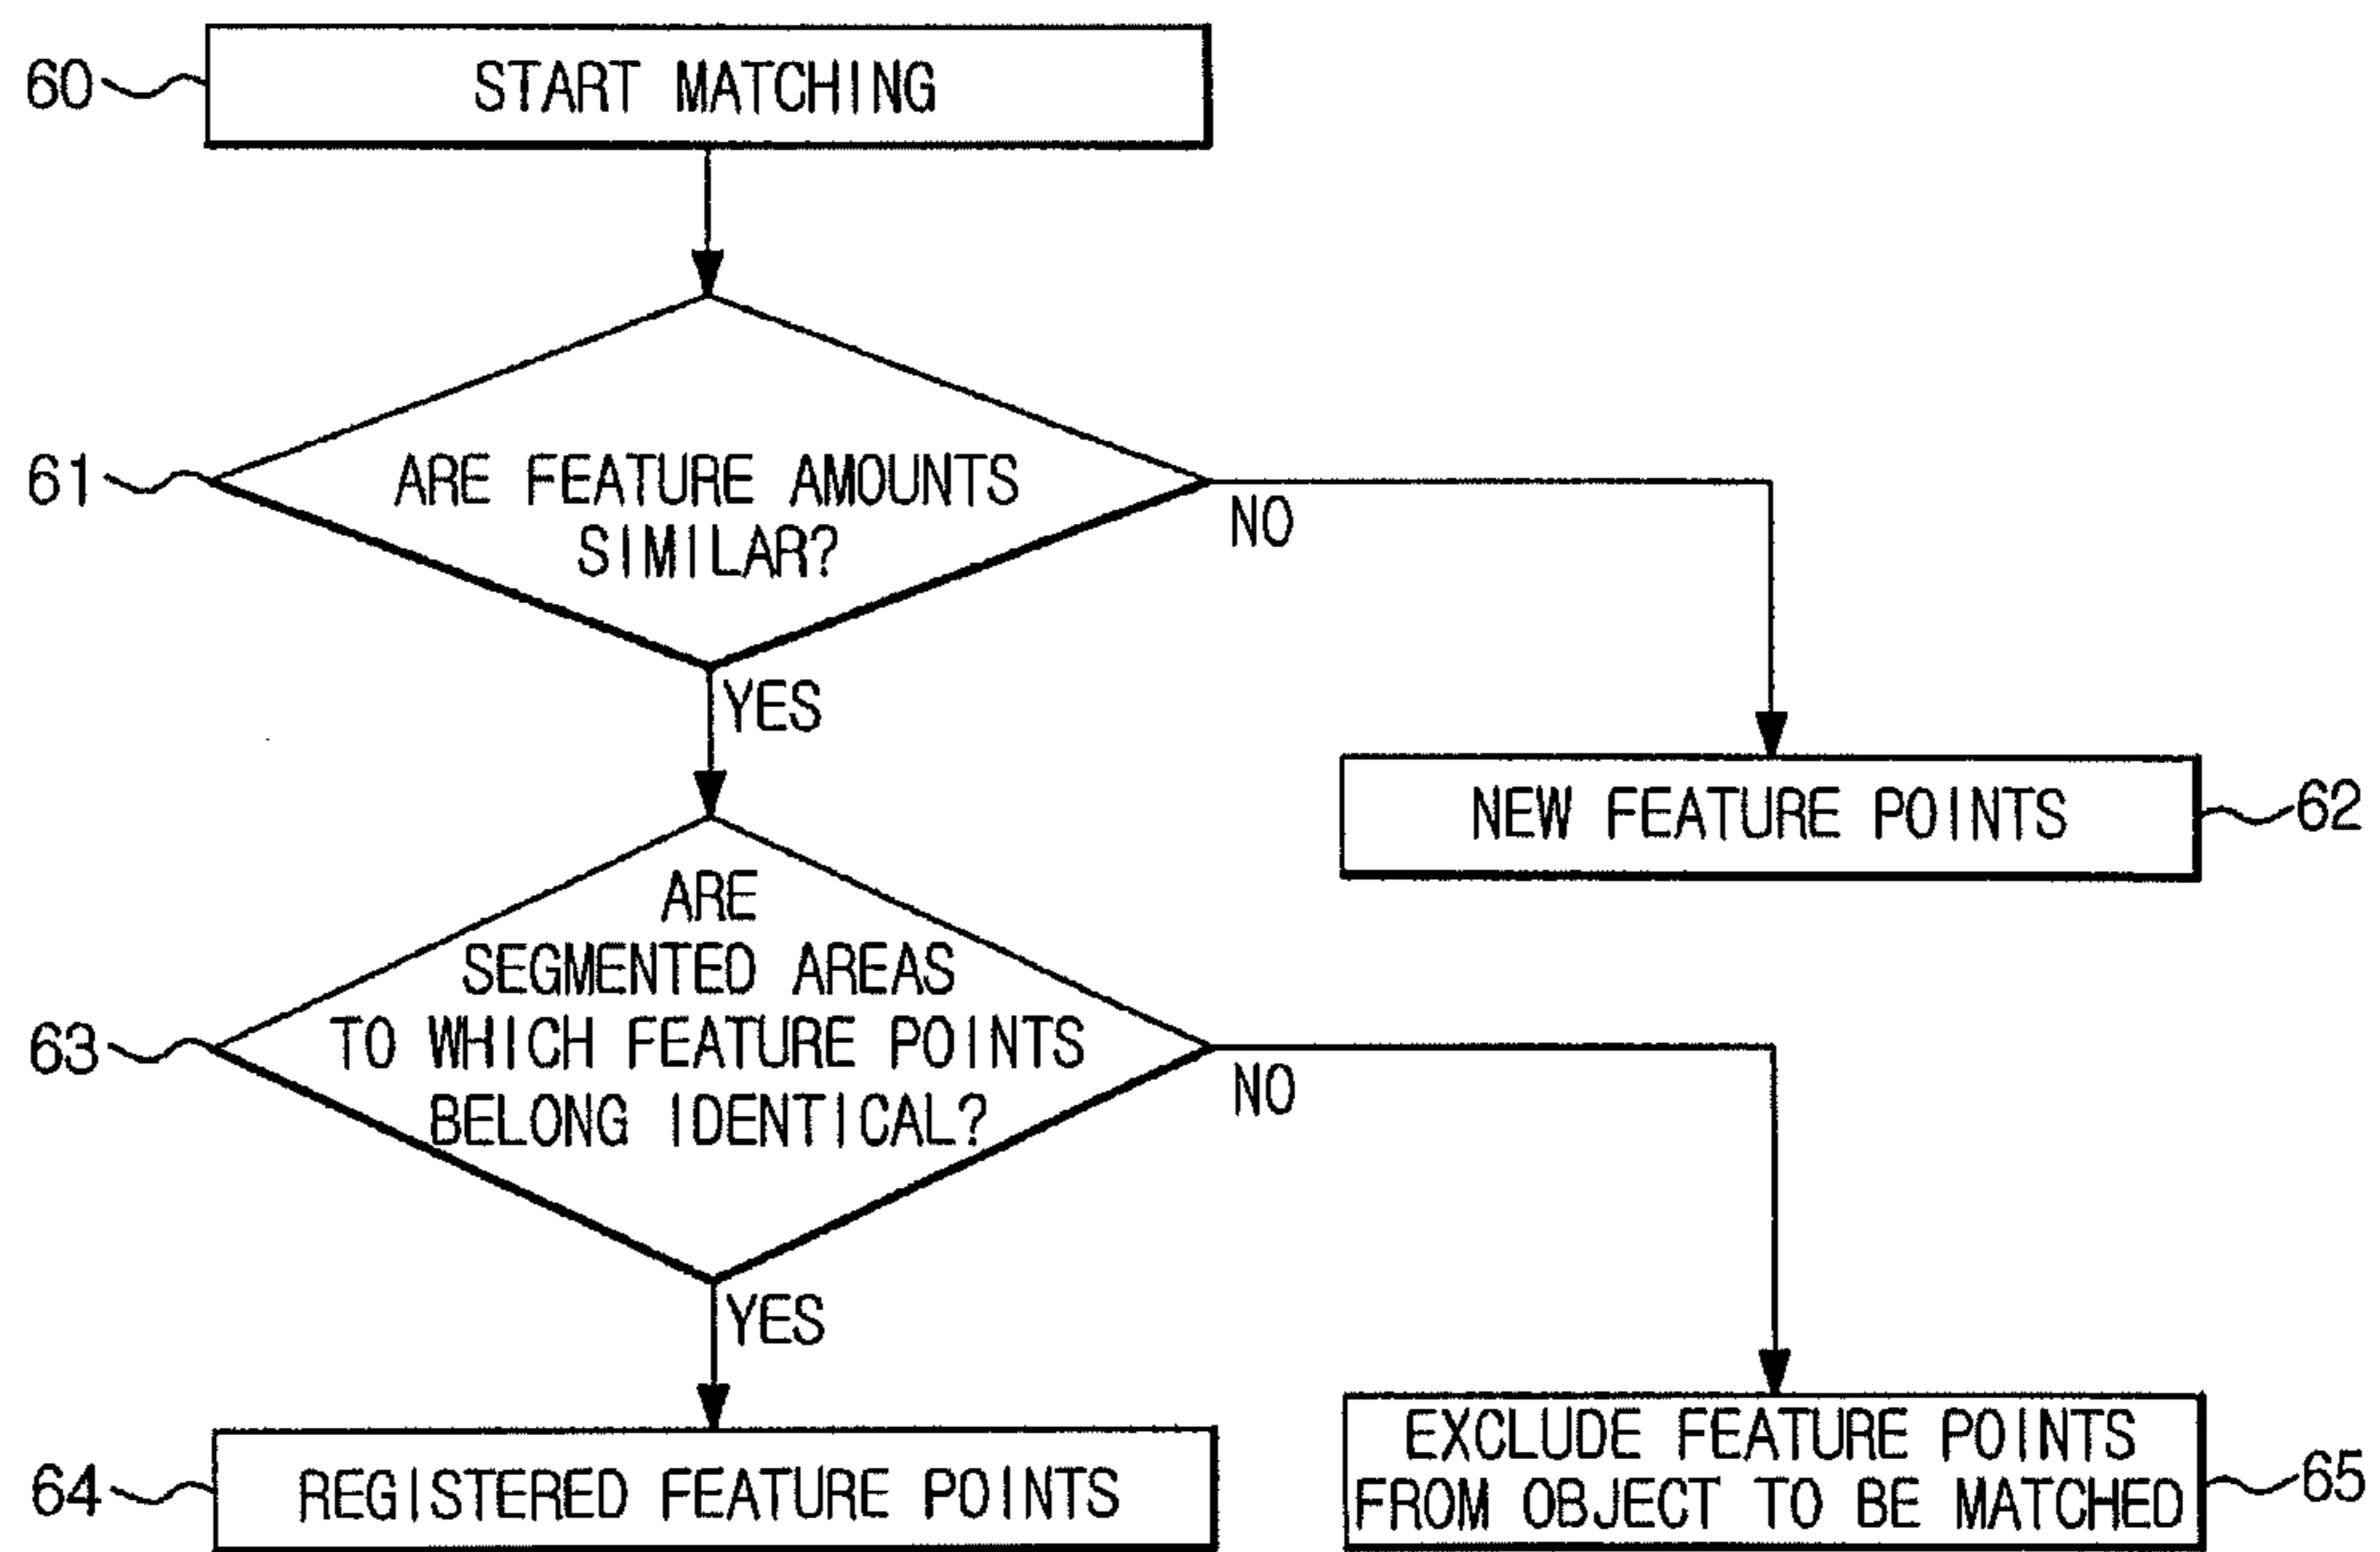 60
START MATCHING
61
ARE FEATURE AMOUNTS
SIMILAR?
NO
YES
NEW FEATURE POINTS
62
ARE
SEGMENTED AREAS
63
TO WHICH FEATURE POINTS
BELONG IDENTICAL?
NO
YES
64
REGISTERED FEATURE POINTS
EXCLUDE FEATURE POINTS
FROM OBJECT TO BE MATCHED
65